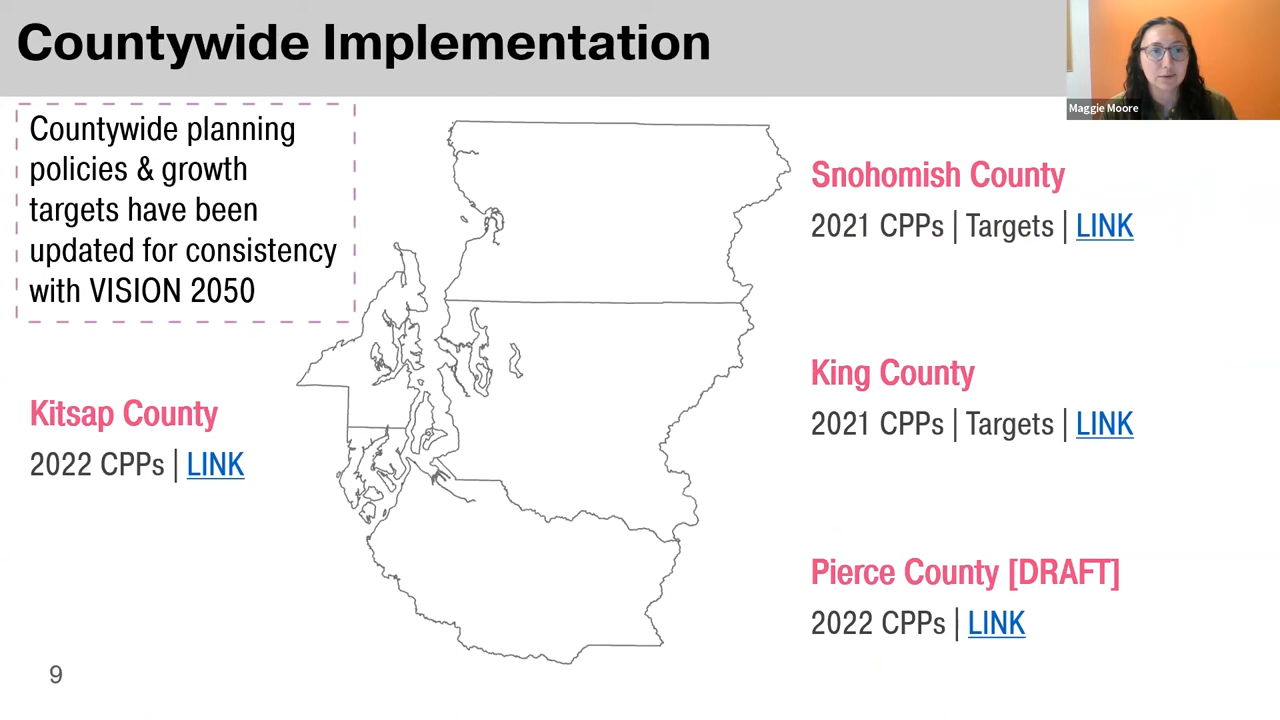 Countywide Implementation
Maggie Moore
Countywide planning
policies & growth
targets have been
updated for consistency
with VISION 2050
Snohomish County
2021 CPPs | Targets | LINK
King County
2021 CPPs | Targets | LINK
Kitsap County
2022 CPPs | LINK
Pierce County [DRAFT]
2022 CPPs | LINK
9